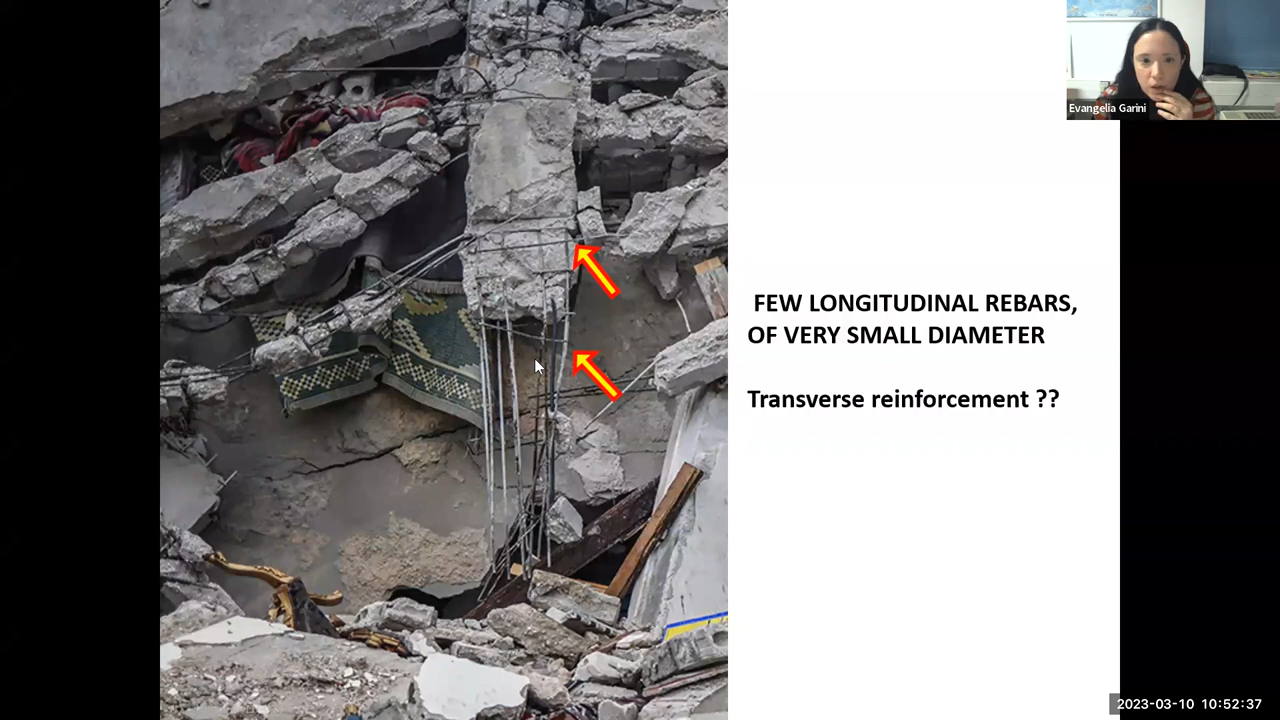 Evangelia Garini
FEW LONGITUDINAL REBARS,
OF VERY SMALL DIAMETER
Transverse reinforcement ??
2023-03-10 10:52:37